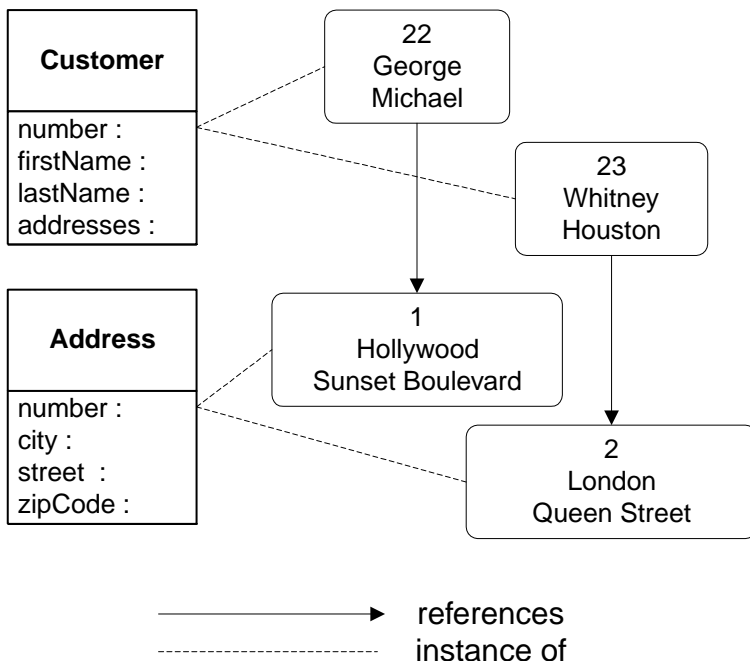 Customer
number :
firstName :
lastName :
addresses :
22
George
Michael
23
Whitney
Houston
Address
number :
city :
street  :
zipCode :
1
Hollywood
Sunset Boulevard
2
London
Queen Street
references
instance of